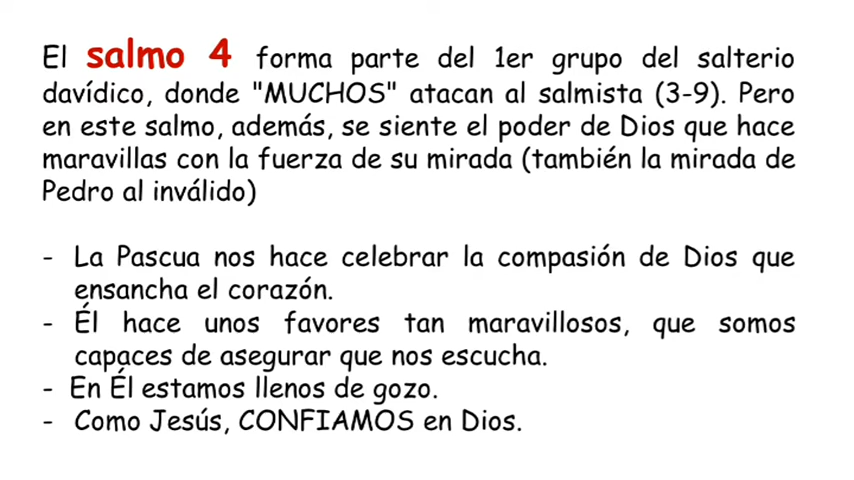 El salmo 4 forma parte del 1er grupo del salterio
davídico, donde "MUCHOS" atacan al salmista (3-9). Pero
en este salmo, además, se siente el poder de Dios que hace
maravillas con la fuerza de su mirada (también la mirada de
Pedro al inválido)
- La Pascua nos hace celebrar la compasión de Dios que
ensancha el corazón.
- Él hace unos favores tan maravillosos, que somos
capaces de asegurar que nos escucha.
- En Él estamos llenos de gozo.
- Como Jesús, CONFIAMOS en Dios.